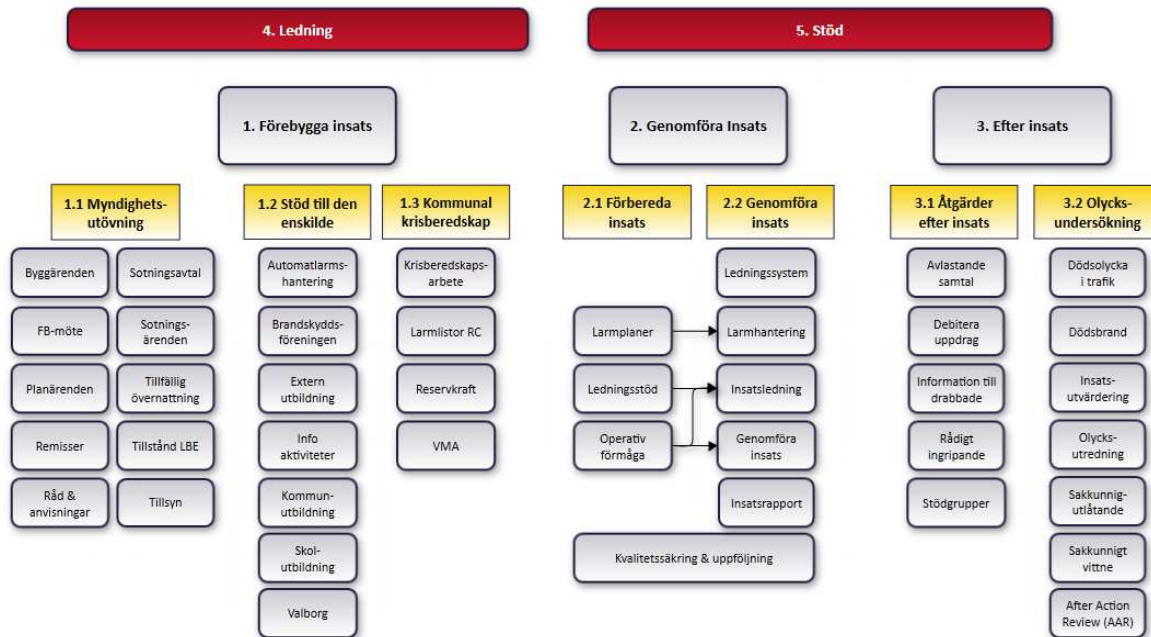 4. Ledning
5. Stöd
1. Förebygga insats
2. Genomföra Insats
3. Efter insats
1.1 Myndighets-
utövning
1.2 Stöd till den
enskilde
1.3 Kommunal
krisberedskap
2.1 Förbereda
insats
2.2 Genomföra
insats
3.1 Åtgärder
efter insats
3.2 Olycks-
undersökning
Byggärenden
FB-möte
Planärenden
Remisser
Råd &
anvisningar
Sotningsavtal
Sotnings-
ärenden
Tillfällig
övernattning
Tillstånd LBE
Tillsyn
Automatlarms-
hantering
Brandskydds-
föreningen
Extern
utbildning
Info
aktiviteter
Kommun-
utbildning
Skol-
utbildning
Valborg
Krisberedskaps-
arbete
Larmlistor RC
Reservkraft
VMA
Larmplaner
Ledningsstöd
Operativ
förmåga
Ledningssystem
Larmhantering
Insatsledning
Genomföra
insats
Insatsrapport
Kvalitetssäkring & uppföljning
Avlastande
samtal
Debitera
uppdrag
Information till
drabbade
Rådigt
ingripande
Stödgrupper
Dödsolycka
i trafik
Dödsbrand
Insats-
utvärdering
Olycks-
utredning
Sakkunnig-
utlåtande
Sakkunnigt
vittne
After Action
Review (AAR)